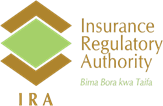 Insurance
Regulatory
Authority
Bima Bora kwa Taifa
IRA